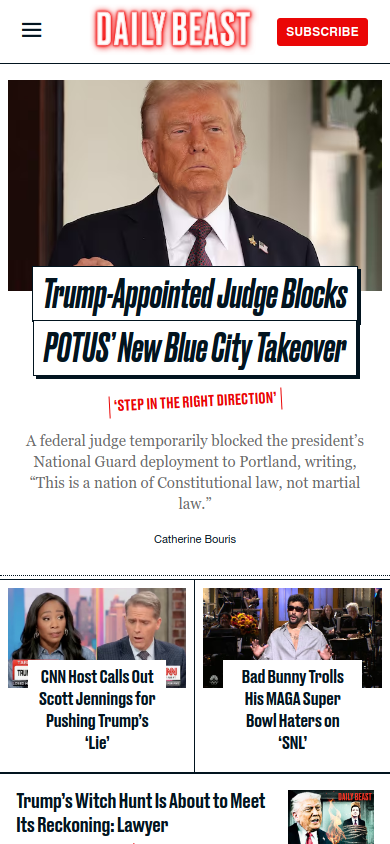 DAILY BEAST
SUBSCRIBE
Trump-Appointed Judge Blocks
POTUS’ New Blue City Takeover
‘STEP IN THE RIGHT DIRECTION’
A federal judge temporarily blocked the president’s
National Guard deployment to Portland, writing,
“This is a nation of Constitutional law, not martial
law.”
Catherine Bouris
CNN Host Calls Out
Scott Jennings for
Pushing Trump’s
‘Lie’
Bad Bunny Trolls
His MAGA Super
Bowl Haters on
‘SNL’
Trump’s Witch Hunt Is About to Meet
Its Reckoning: Lawyer
DAILY BEAST